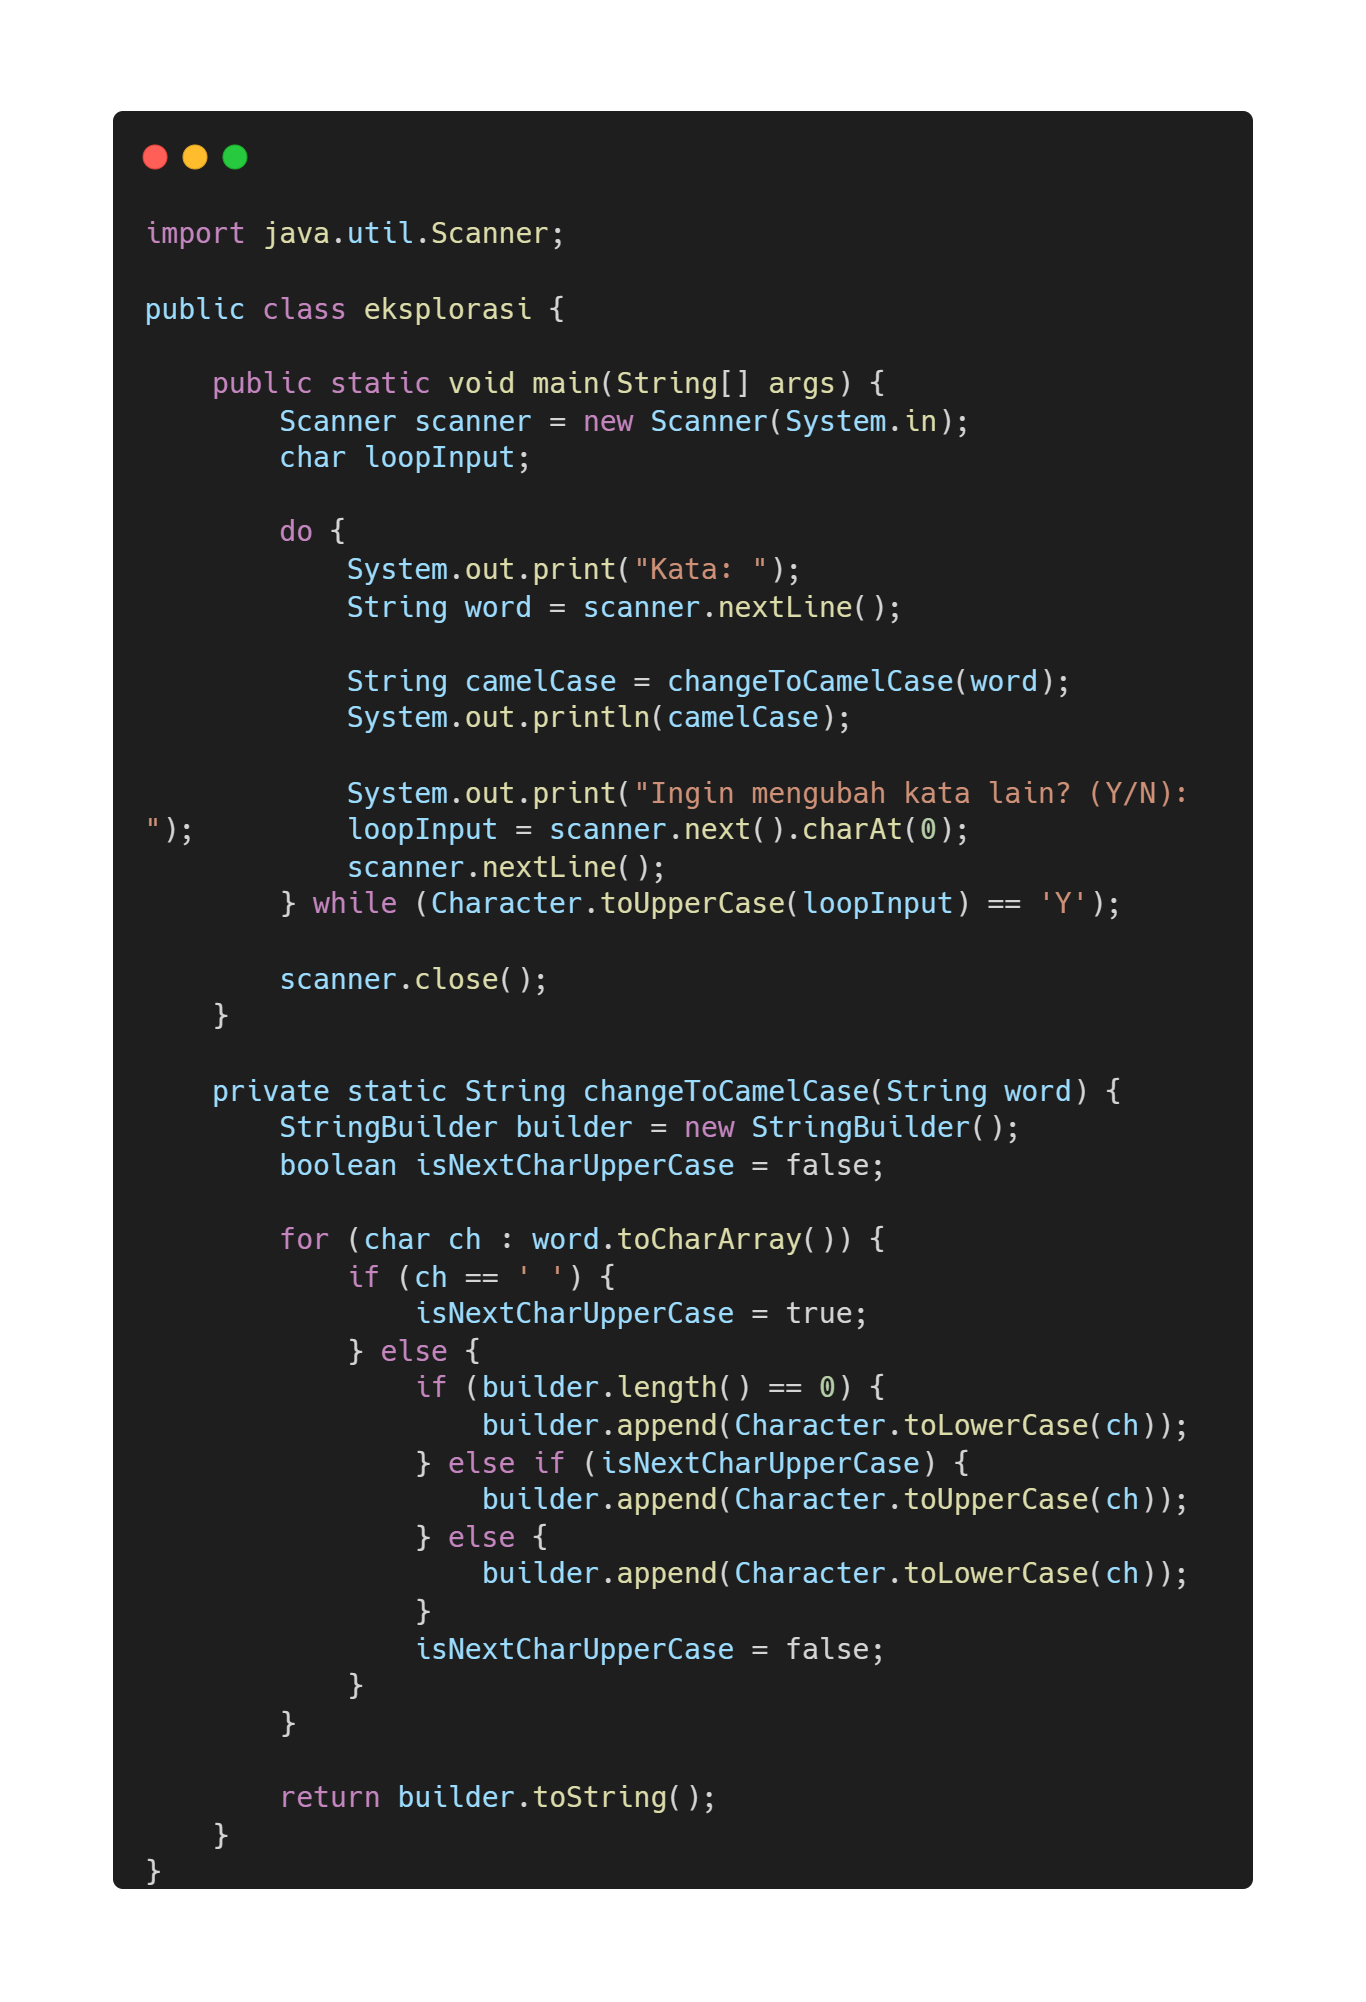 import java.util.Scanner;

public class eksplorasi {

    public static void main(String[] args) {
        Scanner scanner = new Scanner(System.in);
        char loopInput;

        do {
            System.out.print("Kata: ");
            String word = scanner.nextLine();

            String camelCase = changeToCamelCase(word);
            System.out.println(camelCase);

            System.out.print("Ingin mengubah kata lain? (Y/N):
");         loopInput = scanner.next().charAt(0);
            scanner.nextLine();
        } while (Character.toUpperCase(loopInput) == 'Y');

        scanner.close();
    }

    private static String changeToCamelCase(String word) {
        StringBuilder builder = new StringBuilder();
        boolean isNextCharUpperCase = false;

        for (char ch : word.toCharArray()) {
            if (ch == ' ') {
                isNextCharUpperCase = true;
            } else {
                if (builder.length() == 0) {
                    builder.append(Character.toLowerCase(ch));
                } else if (isNextCharUpperCase) {
                    builder.append(Character.toUpperCase(ch));
                } else {
                    builder.append(Character.toLowerCase(ch));
                }
                isNextCharUpperCase = false;
            }
        }

        return builder.toString();
    }
}